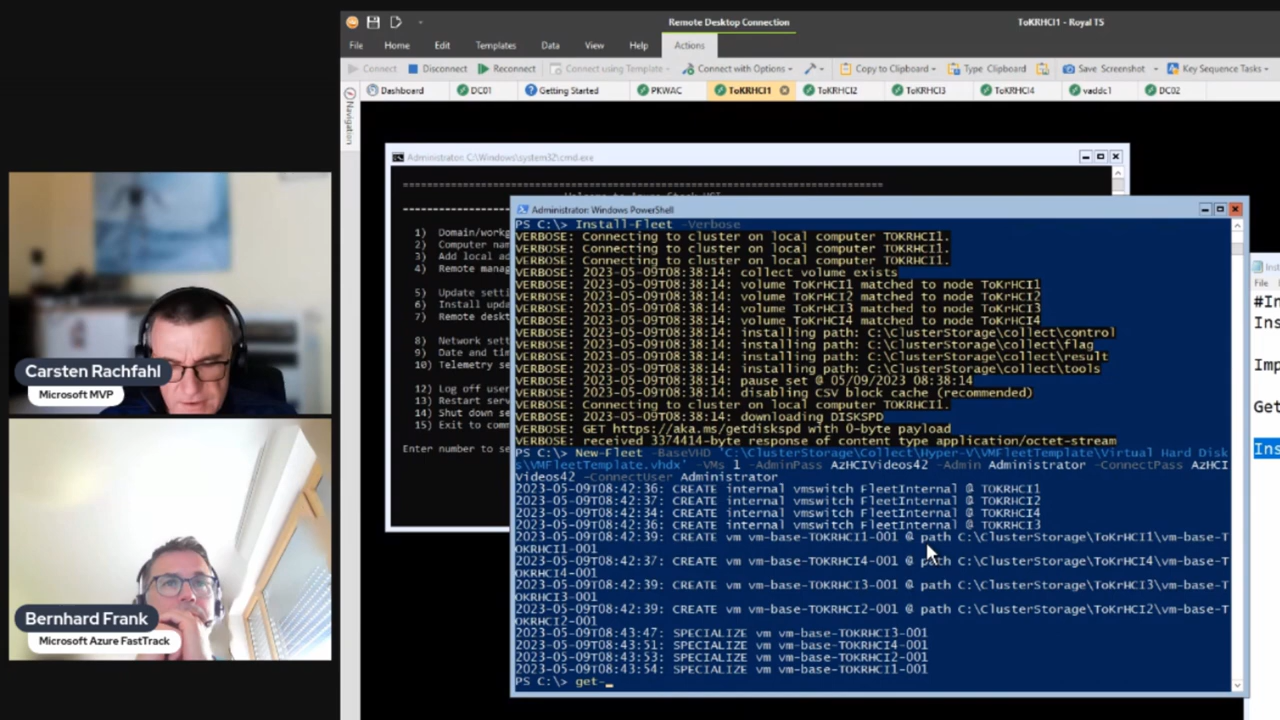 Remote Desktop Connection
ToKRHCI1 - Royal TS
File Home Edit Templates Data View Help Actions
Connect Disconnect Reconnect Connect using Template Connect with Options Copy to Clipboard Type Clipboard Save Screenshot Key Sequence Tasks
Dashboard DC01 Getting Started PKWAC ToKRHCI1 ToKRHCI2 ToKRHCI3 ToKRHCI4 vaddc1 DC02
Navigation
Administrator: C:\Windows\system32\cmd.exe
1) Domain/workg
2) Computer nam
3) Add local ad
4) Remote manag
5) Update setti
6) Install upda
7) Remote deskt
8) Network sett
9) Date and tim
10) Telemetry se
12) Log off user
13) Restart serv
14) Shut down se
15) Exit to comm
Enter number to se
Administrator: Windows PowerShell
PS C:\> Install-Fleet -Verbose
VERBOSE: Connecting to cluster on local computer TOKRHCI1.
VERBOSE: Connecting to cluster on local computer TOKRHCI1.
VERBOSE: Connecting to cluster on local computer TOKRHCI1.
VERBOSE: 2023-05-09T08:38:14: collect volume exists
VERBOSE: 2023-05-09T08:38:14: volume ToKrHCI1 matched to node ToKrHCI1
VERBOSE: 2023-05-09T08:38:14: volume ToKrHCI2 matched to node ToKrHCI2
VERBOSE: 2023-05-09T08:38:14: volume ToKrHCI3 matched to node ToKrHCI3
VERBOSE: 2023-05-09T08:38:14: volume ToKrHCI4 matched to node ToKrHCI4
VERBOSE: 2023-05-09T08:38:14: installing path: C:\ClusterStorage\collect\control
VERBOSE: 2023-05-09T08:38:14: installing path: C:\ClusterStorage\collect\flag
VERBOSE: 2023-05-09T08:38:14: installing path: C:\ClusterStorage\collect\result
VERBOSE: 2023-05-09T08:38:14: installing path: C:\ClusterStorage\collect\tools
VERBOSE: 2023-05-09T08:38:14: pause set @ 05/09/2023 08:38:14
VERBOSE: 2023-05-09T08:38:14: disabling CSV block cache (recommended)
VERBOSE: Connecting to cluster on local computer TOKRHCI1.
VERBOSE: 2023-05-09T08:38:14: downloading DISKSPD
VERBOSE: GET https://aka.ms/getdiskspd with 0-byte payload
VERBOSE: received 3374414-byte response of content type application/octet-stream
PS C:\> New-Fleet -BaseVHD 'C:\ClusterStorage\Collect\Hyper-V\VMFleetTemplate\Virtual Hard Disk
s\VMFleetTemplate.vhdx' -VMs 1 -AdminPass AzHCIVideos42 -Admin Administrator -ConnectPass AzHCI
Videos42 -ConnectUser Administrator
2023-05-09T08:42:36: CREATE internal vmswitch FleetInternal @ TOKRHCI1
2023-05-09T08:42:37: CREATE internal vmswitch FleetInternal @ TOKRHCI2
2023-05-09T08:42:34: CREATE internal vmswitch FleetInternal @ TOKRHCI4
2023-05-09T08:42:36: CREATE internal vmswitch FleetInternal @ TOKRHCI3
2023-05-09T08:42:39: CREATE vm vm-base-TOKRHCI1-001 @ path C:\ClusterStorage\ToKrHCI1\vm-base-T
OKRHCI1-001
2023-05-09T08:42:37: CREATE vm vm-base-TOKRHCI4-001 @ path C:\ClusterStorage\ToKrHCI4\vm-base-T
OKRHCI4-001
2023-05-09T08:42:39: CREATE vm vm-base-TOKRHCI3-001 @ path C:\ClusterStorage\ToKrHCI3\vm-base-T
OKRHCI3-001
2023-05-09T08:42:39: CREATE vm vm-base-TOKRHCI2-001 @ path C:\ClusterStorage\ToKrHCI2\vm-base-T
OKRHCI2-001
2023-05-09T08:43:47: SPECIALIZE vm vm-base-TOKRHCI3-001
2023-05-09T08:43:51: SPECIALIZE vm vm-base-TOKRHCI4-001
2023-05-09T08:43:53: SPECIALIZE vm vm-base-TOKRHCI2-001
2023-05-09T08:43:54: SPECIALIZE vm vm-base-TOKRHCI1-001
PS C:\> get-_
Inst
File
#In
Ins
Imp
Get
Ins
Carsten Rachfahl
Microsoft MVP
Bernhard Frank
Microsoft Azure FastTrack